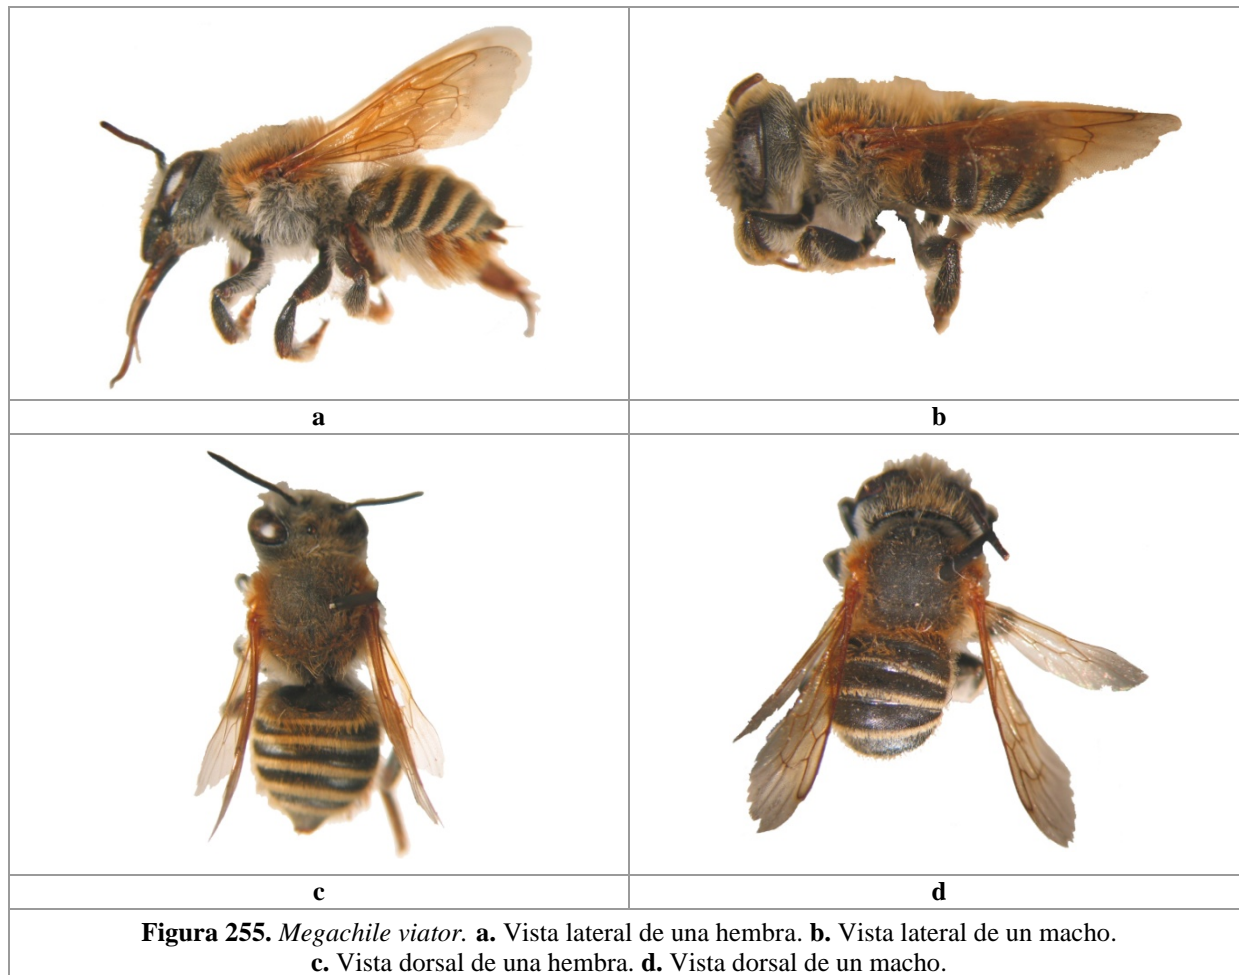 a
b
c
d
Figura 255. Megachile viator. a. Vista lateral de una hembra. b. Vista lateral de un macho.
c. Vista dorsal de una hembra. d. Vista dorsal de un macho.